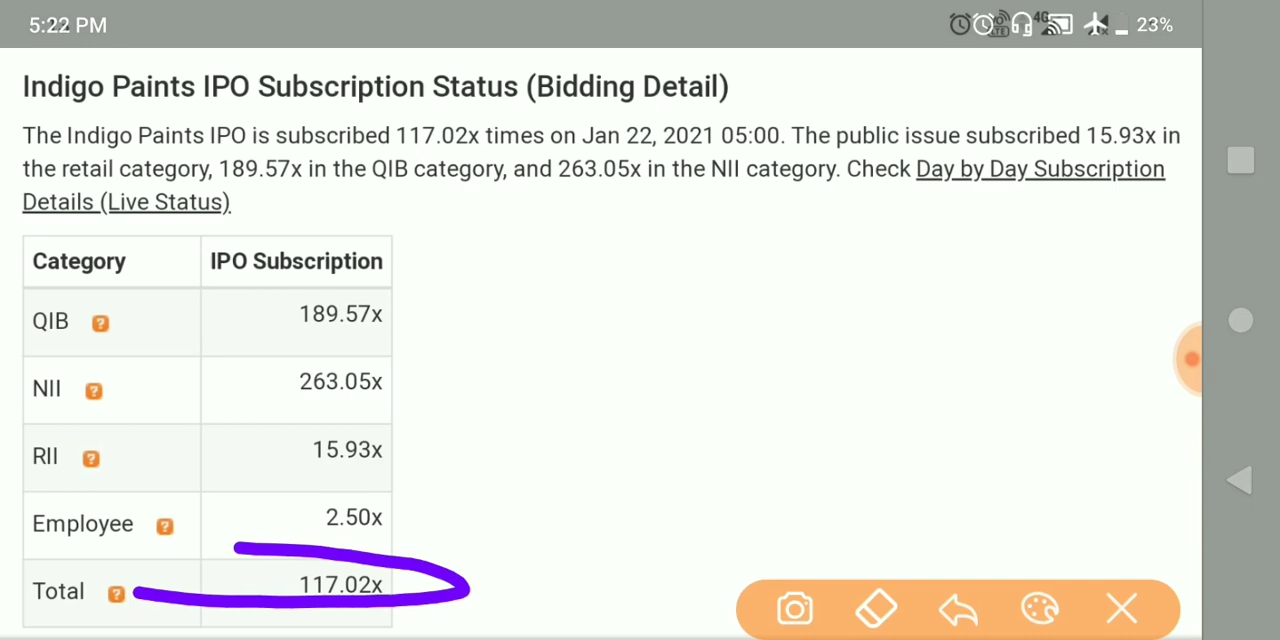 5:22 PM
4G
23%
Indigo Paints IPO Subscription Status (Bidding Detail)
The Indigo Paints IPO is subscribed 117.02x times on Jan 22, 2021 05:00. The public issue subscribed 15.93x in
the retail category, 189.57x in the QIB category, and 263.05x in the NII category. Check Day by Day Subscription
Details (Live Status)
Category IPO Subscription
QIB ? 189.57x
NII ? 263.05x
RII ? 15.93x
Employee ? 2.50x
Total ? 117.02x